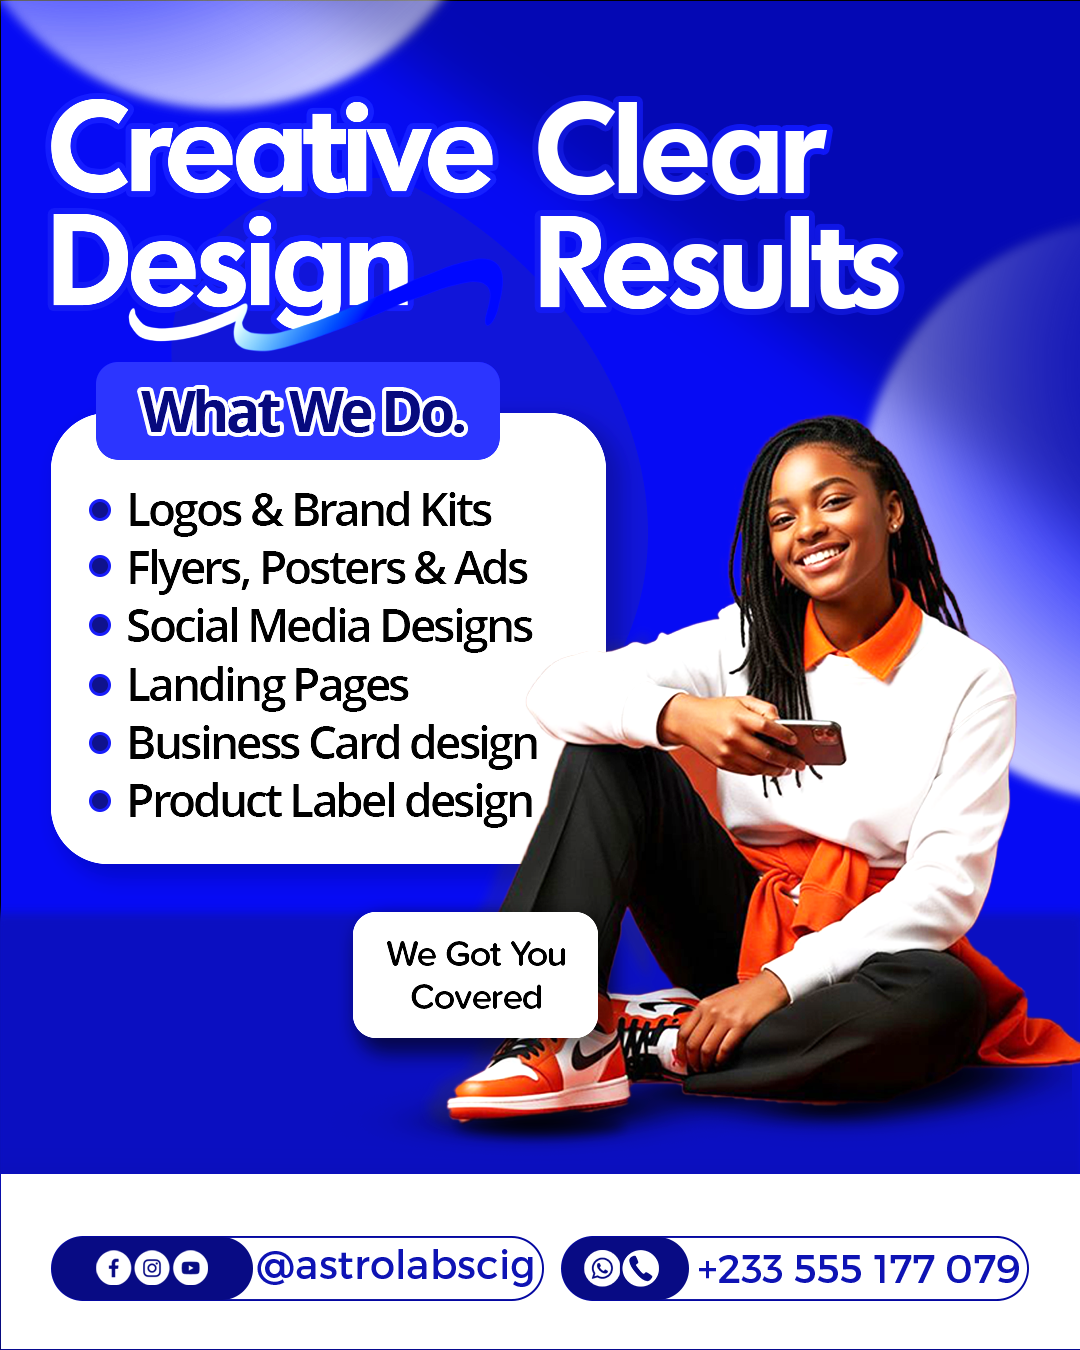 Creative
Design
Clear
Results
What We Do.
Logos & Brand Kits
Flyers, Posters & Ads
Social Media Designs
Landing Pages
Business Card design
Product Label design
We Got You
Covered
@astrolabscig
+233 555 177 079